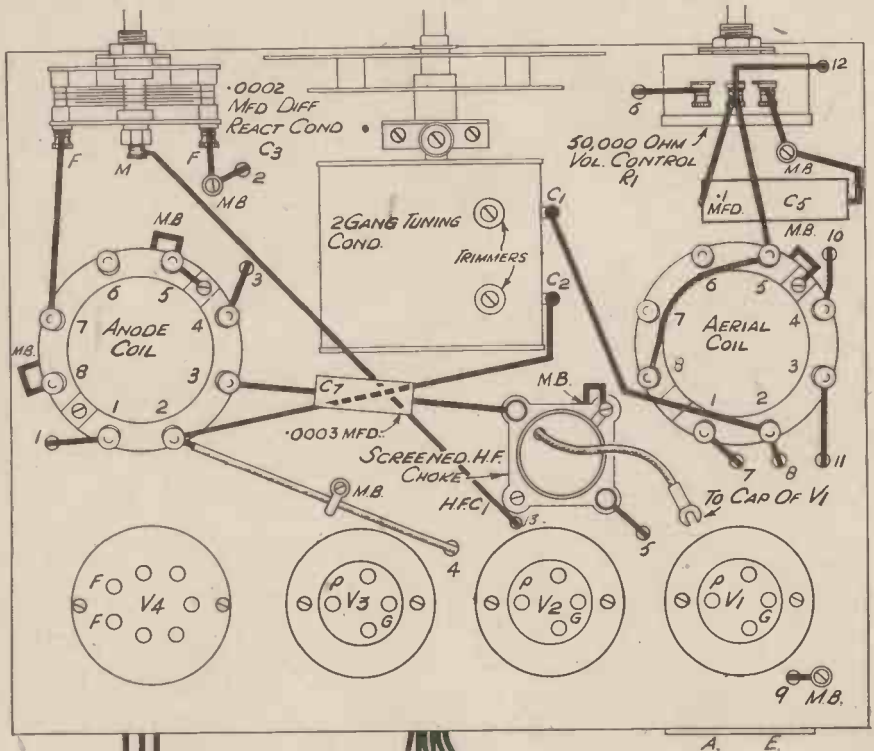 .0002
MFD DIFF
REACT COND
C3
F
M
F
2
M.B
6
12
50,000 OHM
VOL. CONTROL
R1
M.B
.1
MFD.
C5
2 GANG TUNING
COND.
TRIMMERS
C1
C2
M.B.
6
5
3
7
4
ANODE
COIL
M.B.
8
3
1
2
1
M.B.
10
6
5
7
4
AERIAL
COIL
8
3
1
2
7
8
11
C7
.0003 MFD.
M.B.
SCREENED. H.F.
CHOKE
H.F.C1
13
5
TO CAP OF V1
M.B.
4
F
F
V4
P
V3
G
P
V2
G
P
V1
G
9
M.B.
A.
E.